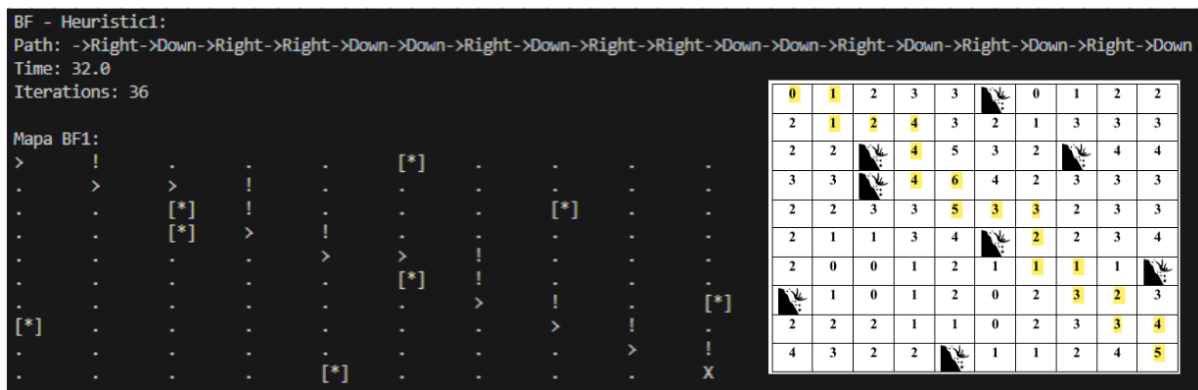 BF - Heuristic1:
Path: ->Right->Down->Right->Right->Down->Down->Right->Down->Right->Right->Down->Down->Right->Down->Right->Down->Right->Down
Time: 32.0
Iterations: 36
Mapa BF1:
> ! . . . [*] . . . .
. > > ! . . . . . .
. . [*] ! . . . [*] . .
. . [*] > ! . . . . .
. . . . > > ! . . .
. . . . . [*] ! . . .
. . . . . . > ! . [*]
[*] . . . . . . > ! .
. . . . . . . . > !
. . . . [*] . . . . X
0 1 2 3 3 0 1 2 2
2 1 2 4 3 2 1 3 3 3
2 2 4 5 3 2 4 4
3 3 4 6 4 2 3 3 3
2 2 3 3 5 3 3 2 3 3
2 1 1 3 4 2 2 3 4
2 0 0 1 2 1 1 1 1
1 0 1 2 0 2 3 2 3
2 2 2 1 1 0 2 3 3 4
4 3 2 2 1 1 2 4 5